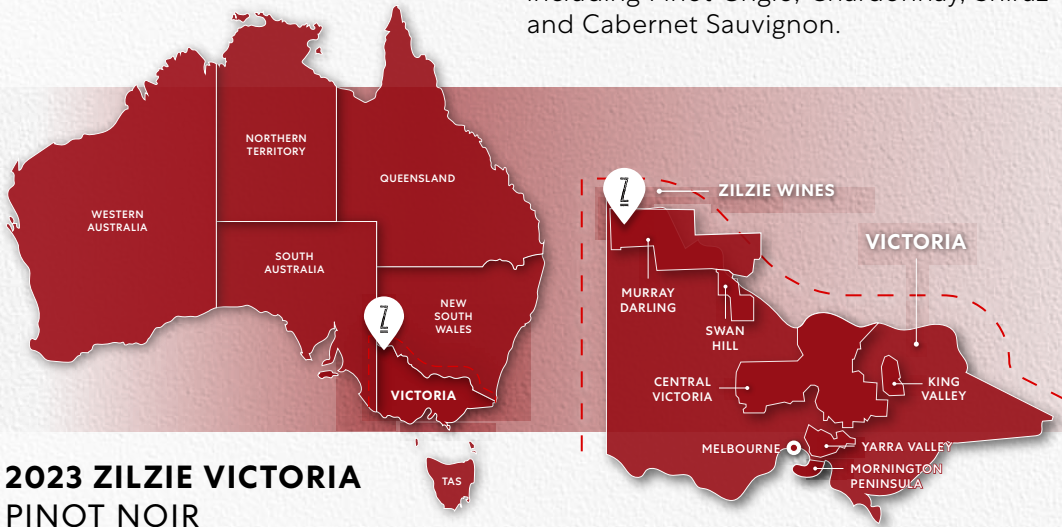 and Cabernet Sauvignon.
NORTHERN
TERRITORY
QUEENSLAND
WESTERN
AUSTRALIA
SOUTH
AUSTRALIA
NEW
SOUTH
WALES
Z
VICTORIA
TAS
Z
ZILZIE WINES
VICTORIA
MURRAY
DARLING
SWAN
HILL
CENTRAL
VICTORIA
KING
VALLEY
MELBOURNE
YARRA VALLEY
MORNINGTON
PENINSULA
2023 ZILZIE VICTORIA
PINOT NOIR